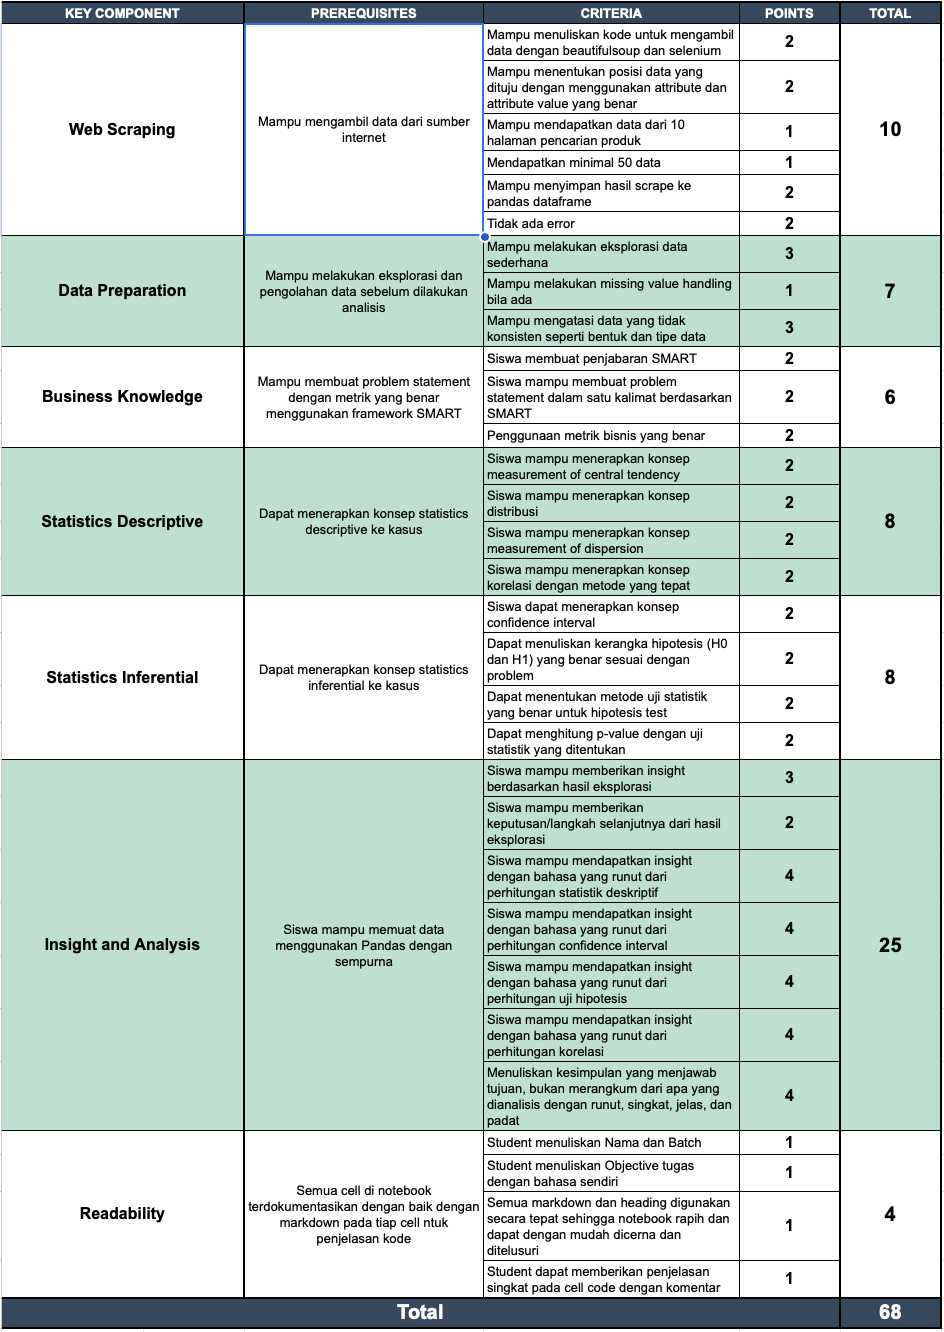 KEY COMPONENT PREREQUISITES CRITERIA POINTS TOTAL
Web Scraping
Mampu mengambil data dari sumber
internet
Mampu menuliskan kode untuk mengambil
data dengan beautifulsoup dan selenium
2
Mampu menentukan posisi data yang
dituju dengan menggunakan attribute dan
attribute value yang benar
2
Mampu mendapatkan data dari 10
halaman pencarian produk
1
Mendapatkan minimal 50 data
1
Mampu menyimpan hasil scrape ke
pandas dataframe
2
Tidak ada error
2
10
Data Preparation
Mampu melakukan eksplorasi dan
pengolahan data sebelum dilakukan
analisis
Mampu melakukan eksplorasi data
sederhana
3
Mampu melakukan missing value handling
bila ada
1
Mampu mengatasi data yang tidak
konsisten seperti bentuk dan tipe data
3
7
Business Knowledge
Mampu membuat problem statement
dengan metrik yang benar
menggunakan framework SMART
Siswa membuat penjabaran SMART
2
Siswa mampu membuat problem
statement dalam satu kalimat berdasarkan
SMART
2
Penggunaan metrik bisnis yang benar
2
6
Statistics Descriptive
Dapat menerapkan konsep statistics
descriptive ke kasus
Siswa mampu menerapkan konsep
measurement of central tendency
2
Siswa mampu menerapkan konsep
distribusi
2
Siswa mampu menerapkan konsep
measurement of dispersion
2
Siswa mampu menerapkan konsep
korelasi dengan metode yang tepat
2
8
Statistics Inferential
Dapat menerapkan konsep statistics
inferential ke kasus
Siswa dapat menerapkan konsep
confidence interval
2
Dapat menuliskan kerangka hipotesis (H0
dan H1) yang benar sesuai dengan
problem
2
Dapat menentukan metode uji statistik
yang benar untuk hipotesis test
2
Dapat menghitung p-value dengan uji
statistik yang ditentukan
2
8
Insight and Analysis
Siswa mampu memuat data
menggunakan Pandas dengan
sempurna
Siswa mampu memberikan insight
berdasarkan hasil eksplorasi
3
Siswa mampu memberikan
keputusan/langkah selanjutnya dari hasil
eksplorasi
2
Siswa mampu mendapatkan insight
dengan bahasa yang runut dari
perhitungan statistik deskriptif
4
Siswa mampu mendapatkan insight
dengan bahasa yang runut dari
perhitungan confidence interval
4
Siswa mampu mendapatkan insight
dengan bahasa yang runut dari
perhitungan uji hipotesis
4
Siswa mampu mendapatkan insight
dengan bahasa yang runut dari
perhitungan korelasi
4
Menuliskan kesimpulan yang menjawab
tujuan, bukan merangkum dari apa yang
dianalisis dengan runut, singkat, jelas, dan
padat
4
25
Readability
Semua cell di notebook
terdokumentasikan dengan baik dengan
markdown pada tiap cell ntuk
penjelasan kode
Student menuliskan Nama dan Batch
1
Student menuliskan Objective tugas
dengan bahasa sendiri
1
Semua markdown dan heading digunakan
secara tepat sehingga notebook rapih dan
dapat dengan mudah dicerna dan
ditelusuri
1
Student dapat memberikan penjelasan
singkat pada cell code dengan komentar
1
4
Total 68